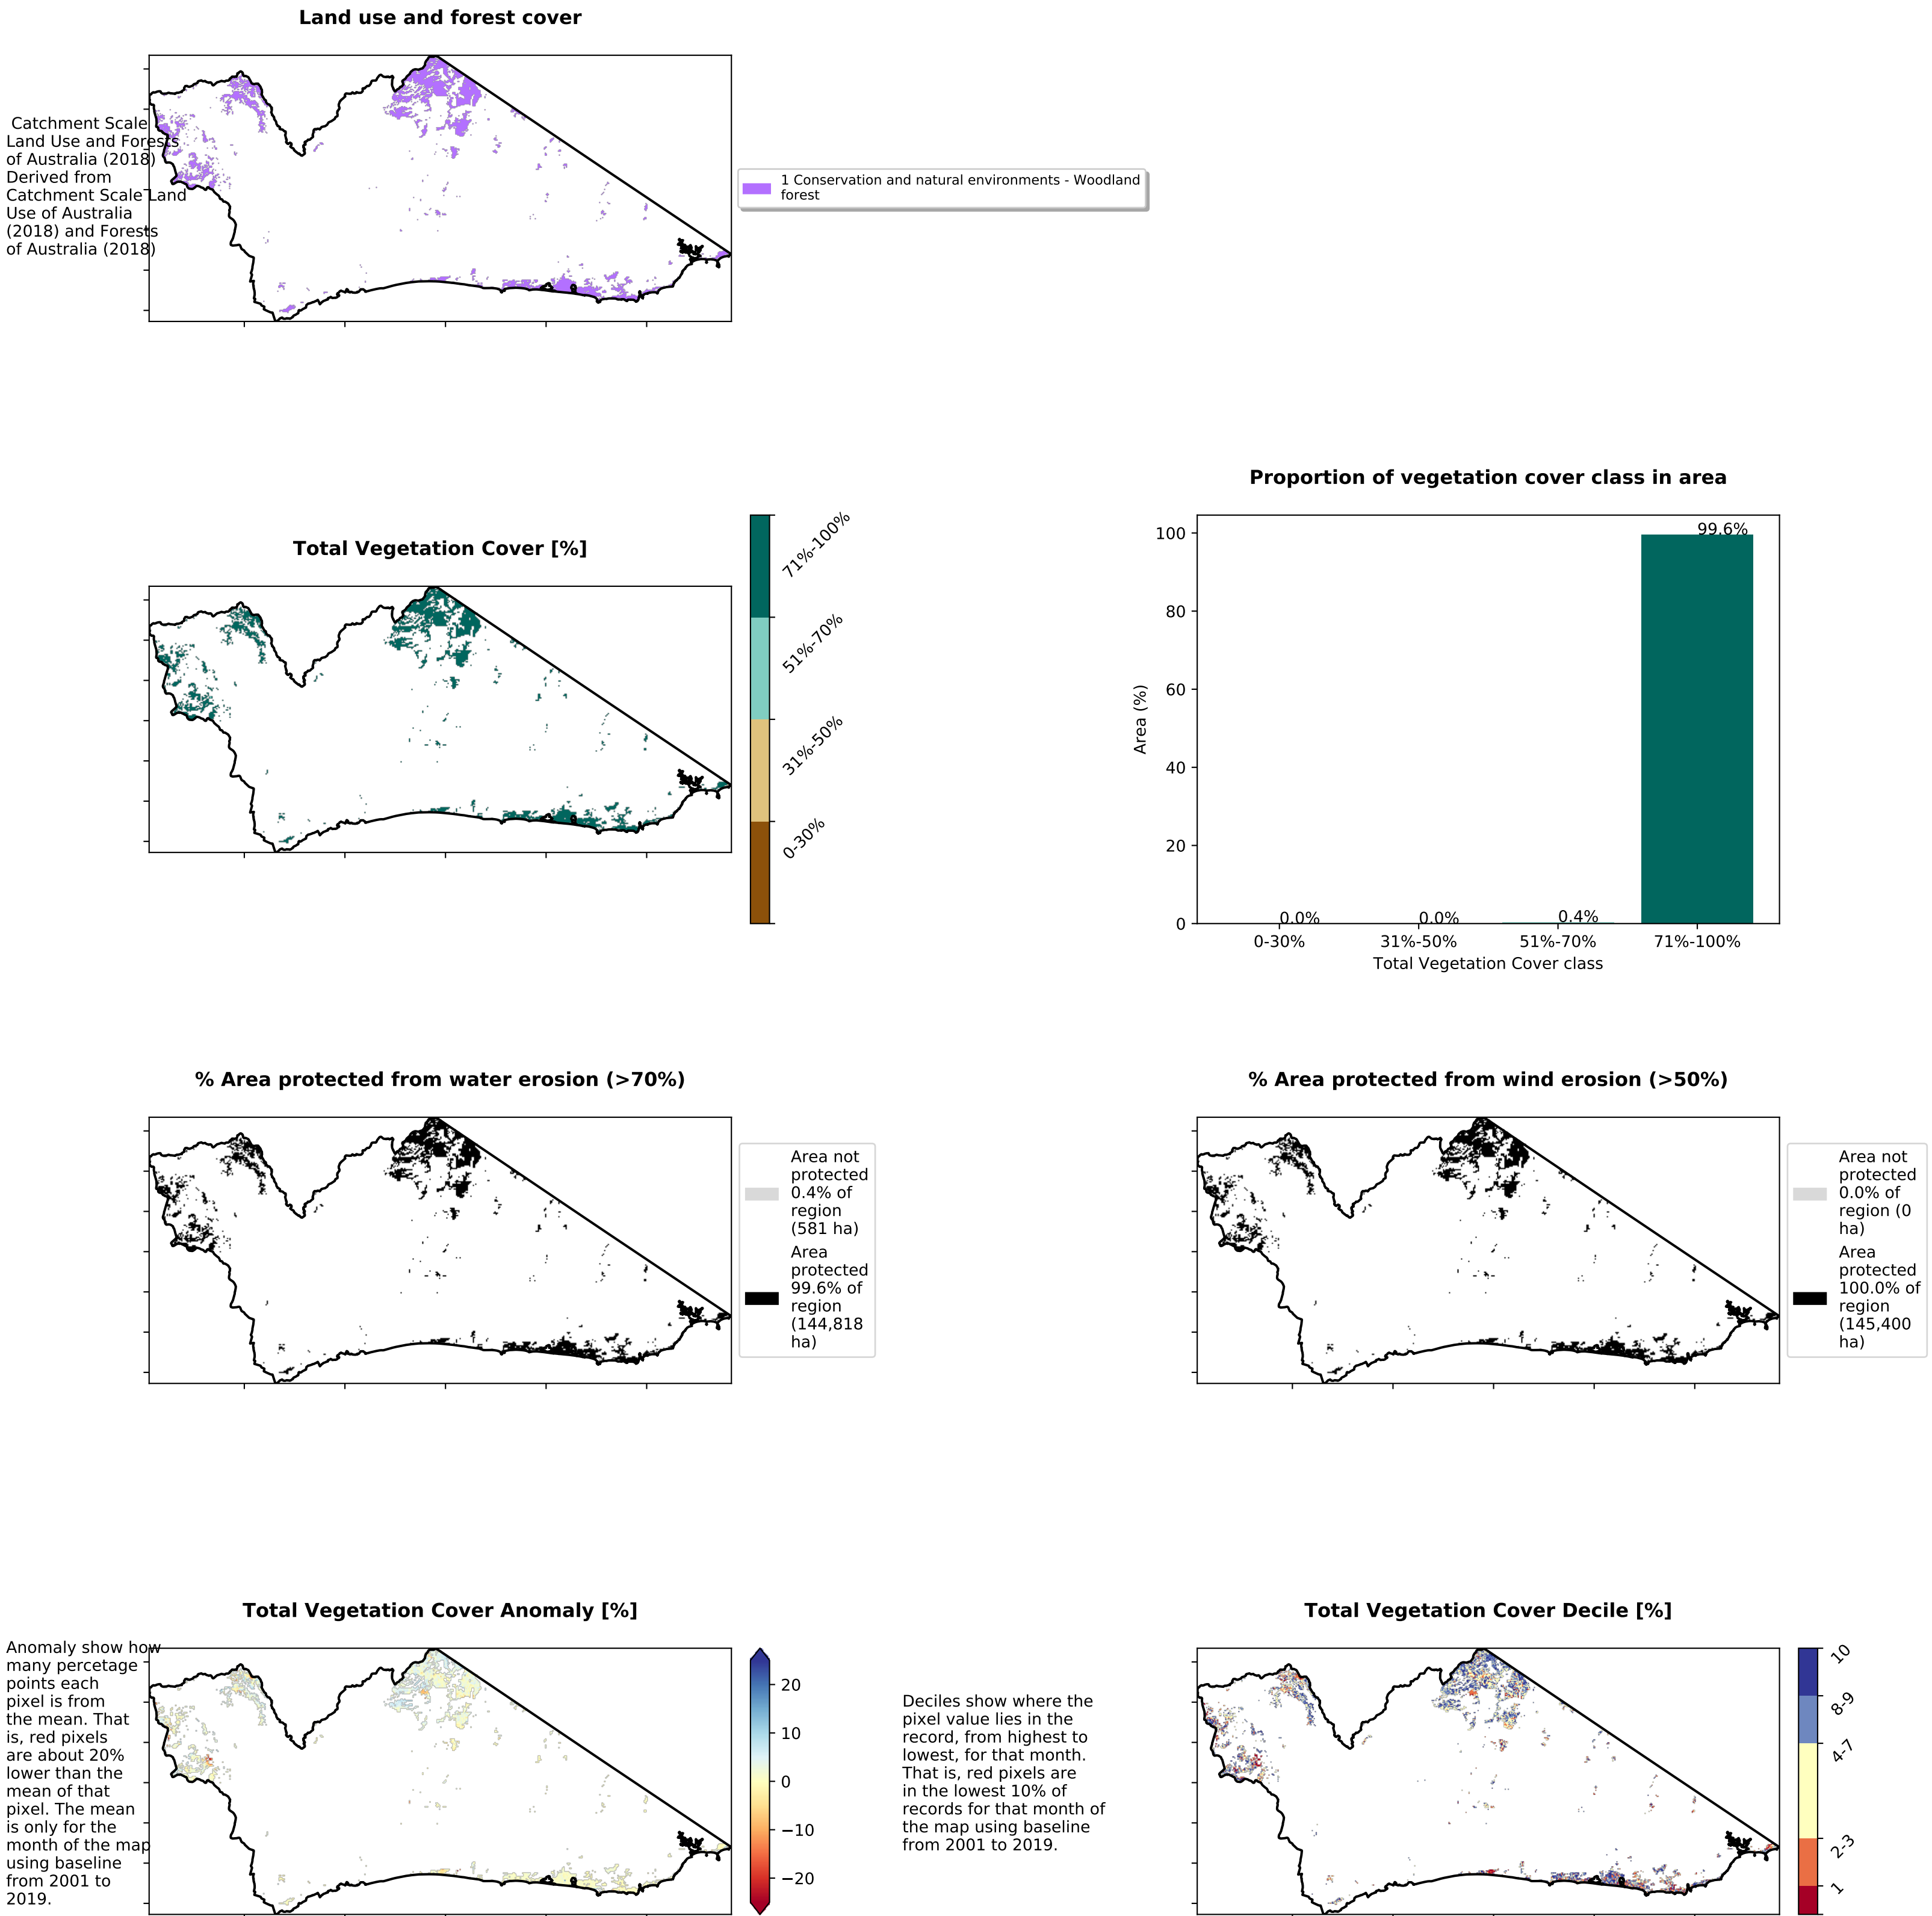 Land use and forest cover
Catchment Scale
Land Use and Forests
of Australia (2018)
Derived from
Catchment Scale Land
Use of Australia
(2018) and Forests
of Australia (2018)
1 Conservation and natural environments - Woodland
forest
Total Vegetation Cover [%]
71%-100%
51%-70%
31%-50%
0-30%
Proportion of vegetation cover class in area
100
80
60
40
20
0
Area (%)
0.0%
0.0%
0.4%
99.6%
0-30%
31%-50%
51%-70%
71%-100%
Total Vegetation Cover class
% Area protected from water erosion (>70%)
Area not
protected
0.4% of
region
(581 ha)
Area
protected
99.6% of
region
(144,818
ha)
% Area protected from wind erosion (>50%)
Area not
protected
0.0% of
region (0
ha)
Area
protected
100.0% of
region
(145,400
ha)
Total Vegetation Cover Anomaly [%]
Anomaly show how
many percetage
points each
pixel is from
the mean. That
is, red pixels
are about 20%
lower than the
mean of that
pixel. The mean
is only for the
month of the map
using baseline
from 2001 to
2019.
20
10
0
−10
−20
Total Vegetation Cover Decile [%]
Deciles show where the
pixel value lies in the
record, from highest to
lowest, for that month.
That is, red pixels are
in the lowest 10% of
records for that month of
the map using baseline
from 2001 to 2019.
10
8-9
4-7
2-3
1